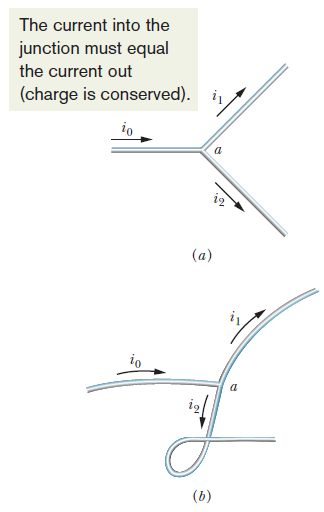 The current into the
junction must equal
the current out
(charge is conserved).
i1
i0
a
i2
(a)
i1
i0
a
i2
(b)